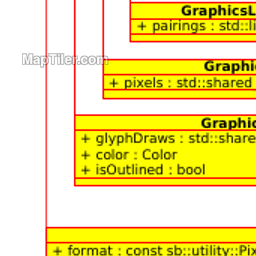 GraphicsL
+ pairings : std::li
MapTiler.com
Graphi
+ pixels : std::shared
Graphic
+ glyphDraws : std::share
+ color : Color
+ isOutlined : bool
+ format : const sb::utility::Pix